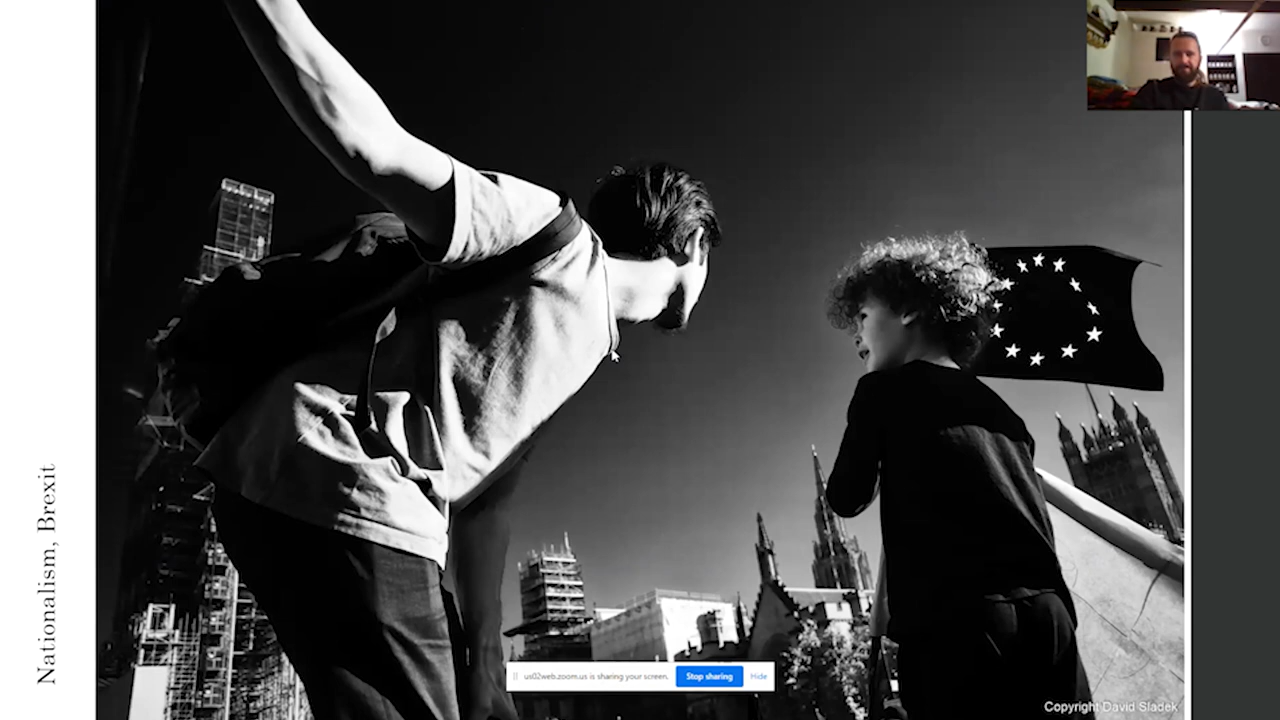 Nationalism, Brexit
us02web.zoom.us is sharing your screen.
Stop sharing
Hide
Copyright David Sladek